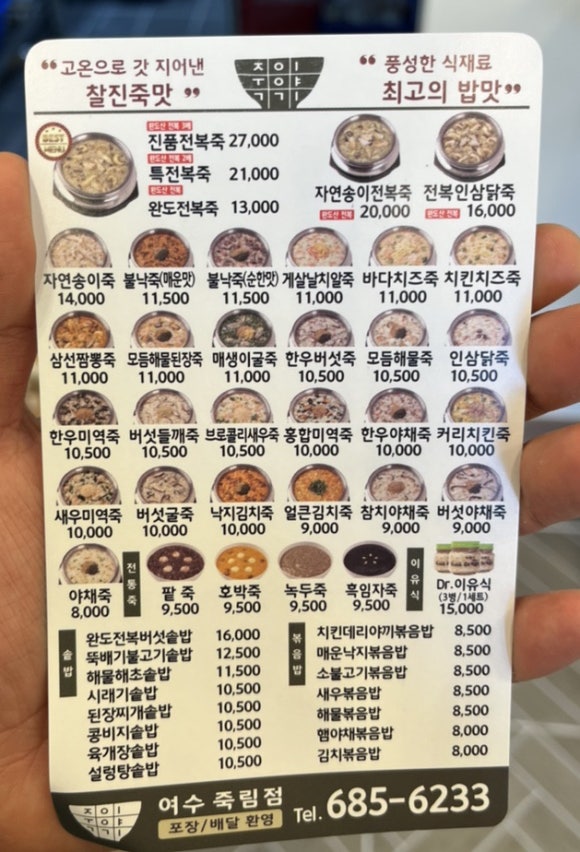 “고온으로 갓 지어낸
찰진죽맛”
“풍성한 식재료
최고의 밥맛”
BEST
MENU
완도산 전복 3배
진품전복죽 27,000
완도산 전복 2배
특전복죽 21,000
완도산 전복
완도전복죽 13,000
자연송이전복죽 전복인삼닭죽
완도산 전복 20,000 완도산 전복 16,000
자연송이죽 불낙죽(매운맛) 불낙죽(순한맛) 게살날치알죽 바다치즈죽 치킨치즈죽
14,000 11,500 11,500 11,000 11,000 11,000
삼선짬뽕죽 모듬해물된장죽 매생이굴죽 한우버섯죽 모듬해물죽 인삼닭죽
11,000 11,000 11,000 10,500 10,500 10,500
한우미역죽 버섯들깨죽 브로콜리새우죽 홍합미역죽 한우야채죽 커리치킨죽
10,500 10,500 10,500 10,000 10,000 10,000
새우미역죽 버섯굴죽 낙지김치죽 얼큰김치죽 참치야채죽 버섯야채죽
10,000 10,000 10,000 9,000 9,000 9,000
야채죽
8,000
전통죽
팥 죽 호박죽 녹두죽 흑임자죽
9,500 9,500 9,500 9,500
이유식
Dr.이유식
(3병/1세트)
15,000
솥밥
완도전복버섯솥밥 16,000
뚝배기불고기솥밥 12,500
해물해초솥밥 11,500
시래기솥밥 10,500
된장찌개솥밥 10,500
콩비지솥밥 10,500
육개장솥밥 10,500
설렁탕솥밥 10,500
볶음밥
치킨데리야끼볶음밥 8,500
매운낙지볶음밥 8,500
소불고기볶음밥 8,500
새우볶음밥 8,500
해물볶음밥 8,500
햄야채볶음밥 8,000
김치볶음밥 8,000
여수 죽림점
포장/배달 환영
Tel. 685-6233